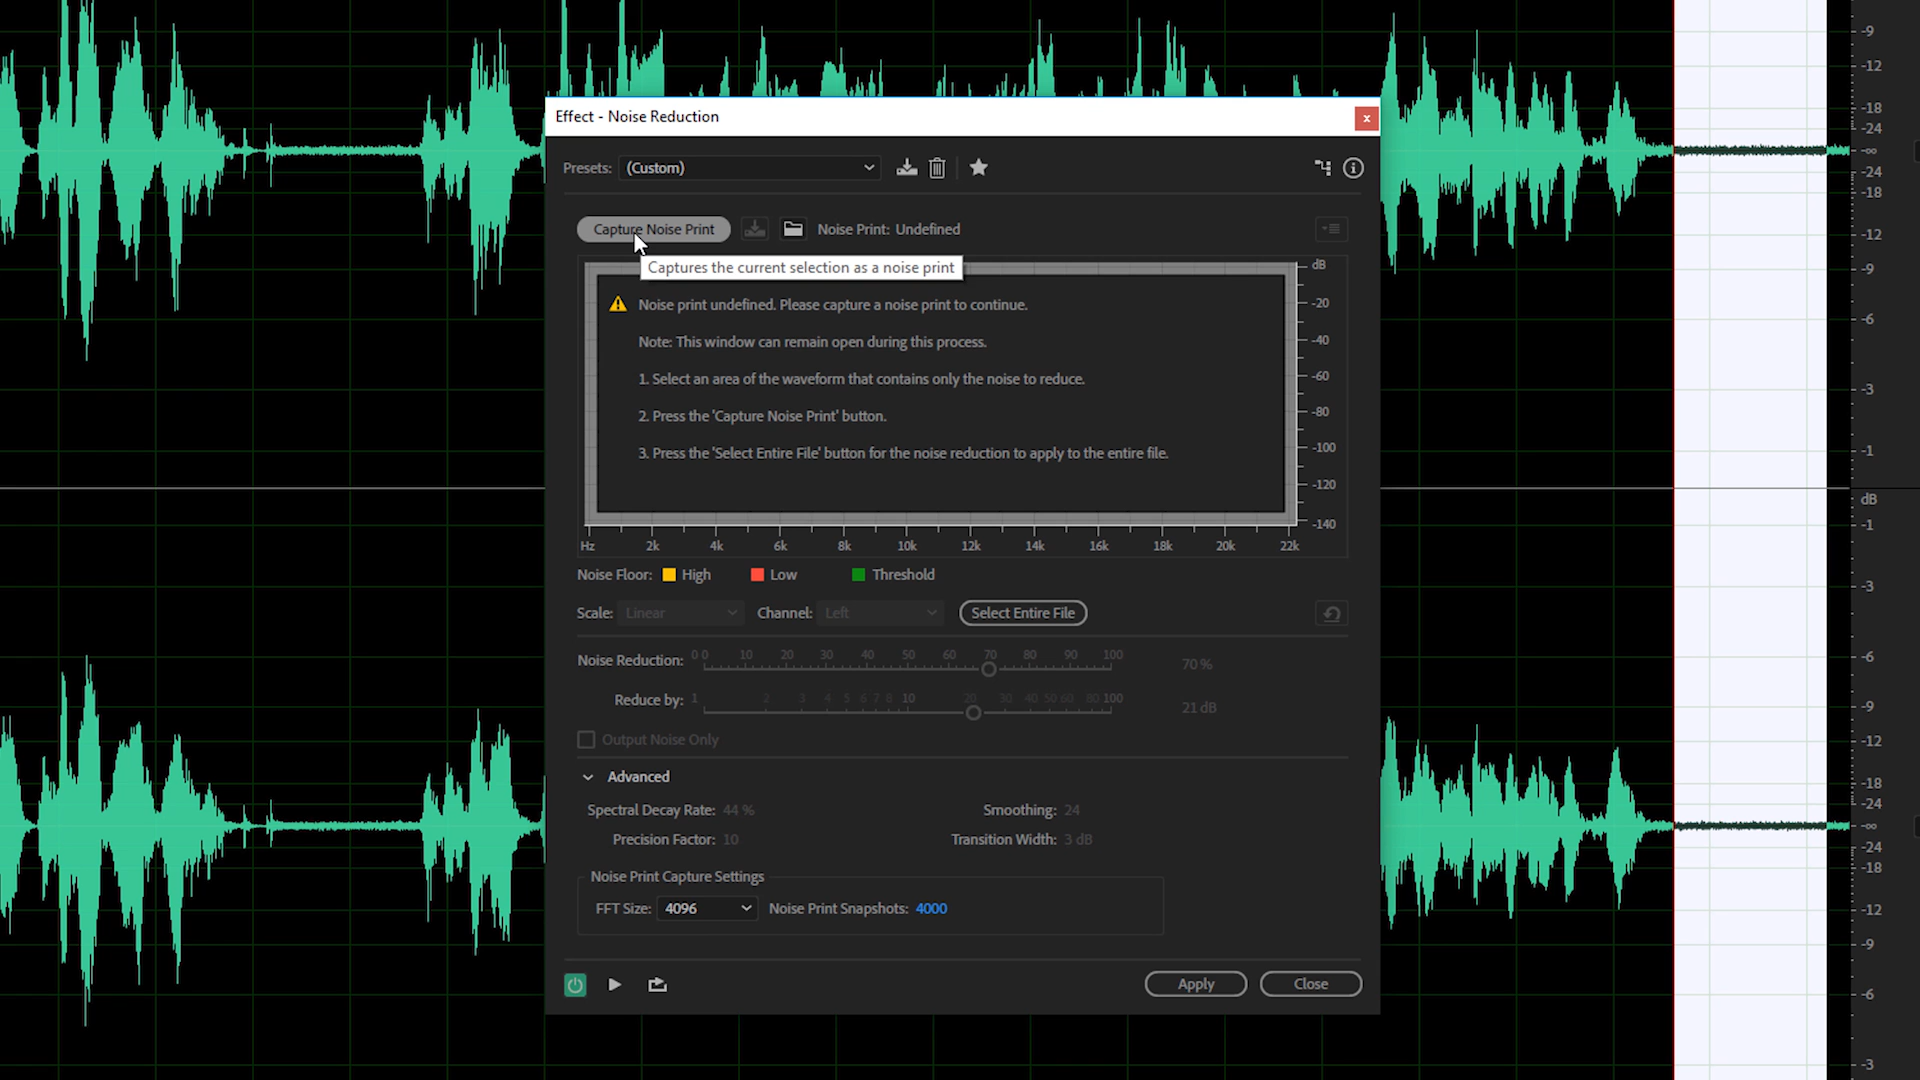 Effect - Noise Reduction
x
Presets: (Custom)
Capture Noise Print
Noise Print: Undefined
Captures the current selection as a noise print
Noise print undefined. Please capture a noise print to continue.
Note: This window can remain open during this process.
1. Select an area of the waveform that contains only the noise to reduce.
2. Press the 'Capture Noise Print' button.
3. Press the 'Select Entire File' button for the noise reduction to apply to the entire file.
dB
-20
-40
-60
-80
-100
-120
-140
Hz 2k 4k 6k 8k 10k 12k 14k 16k 18k 20k 22k
Noise Floor: High Low Threshold
Scale: Linear Channel: Left Select Entire File
Noise Reduction: 0 0 10 20 30 40 50 60 70 80 90 100 70 %
Reduce by: 1 2 3 4 5 6 7 8 10 20 30 40 50 60 80 100 21 dB
Output Noise Only
Advanced
Spectral Decay Rate: 44 % Smoothing: 24
Precision Factor: 10 Transition Width: 3 dB
Noise Print Capture Settings
FFT Size: 4096 Noise Print Snapshots: 4000
Apply Close
-9
-12
-18
-24
-∞
-24
-18
-12
-9
-6
-3
-1
dB
-1
-3
-6
-9
-12
-18
-24
-∞
-24
-18
-12
-9
-6
-3